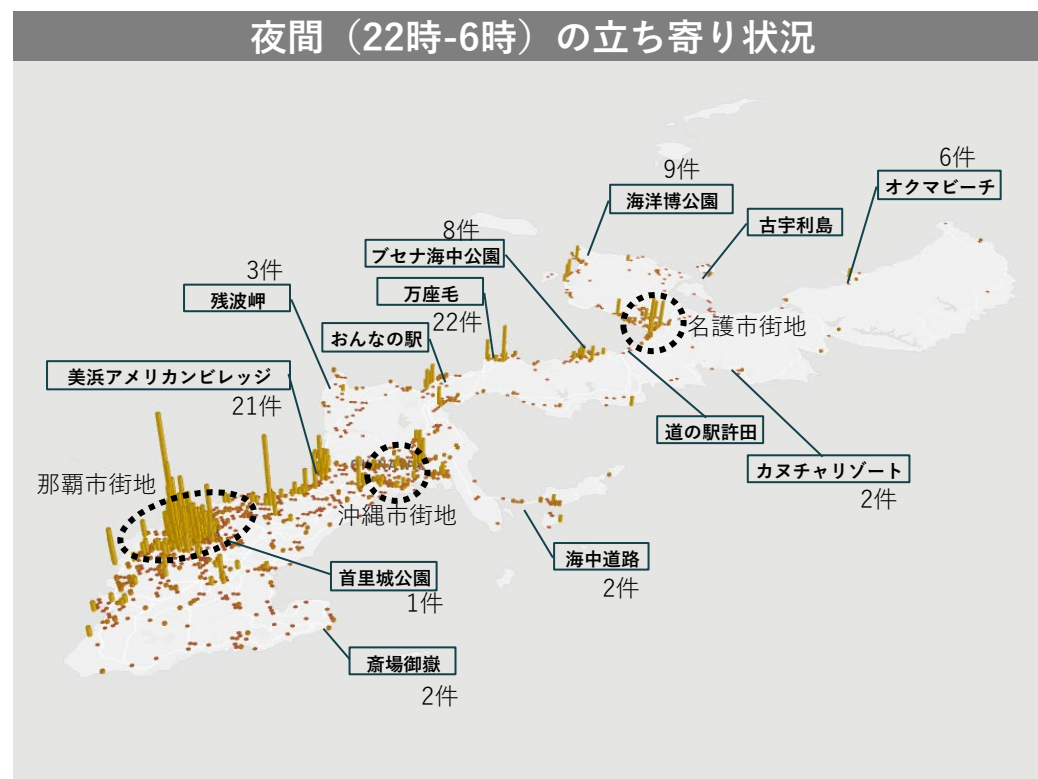 夜間（22時-6時）の立ち寄り状況
6件
オクマビーチ
9件
海洋博公園
古宇利島
8件
ブセナ海中公園
3件
残波岬
万座毛
22件
名護市街地
おんなの駅
美浜アメリカンビレッジ
21件
道の駅許田
カヌチャリゾート
2件
那覇市街地
沖縄市街地
海中道路
2件
首里城公園
1件
斎場御嶽
2件